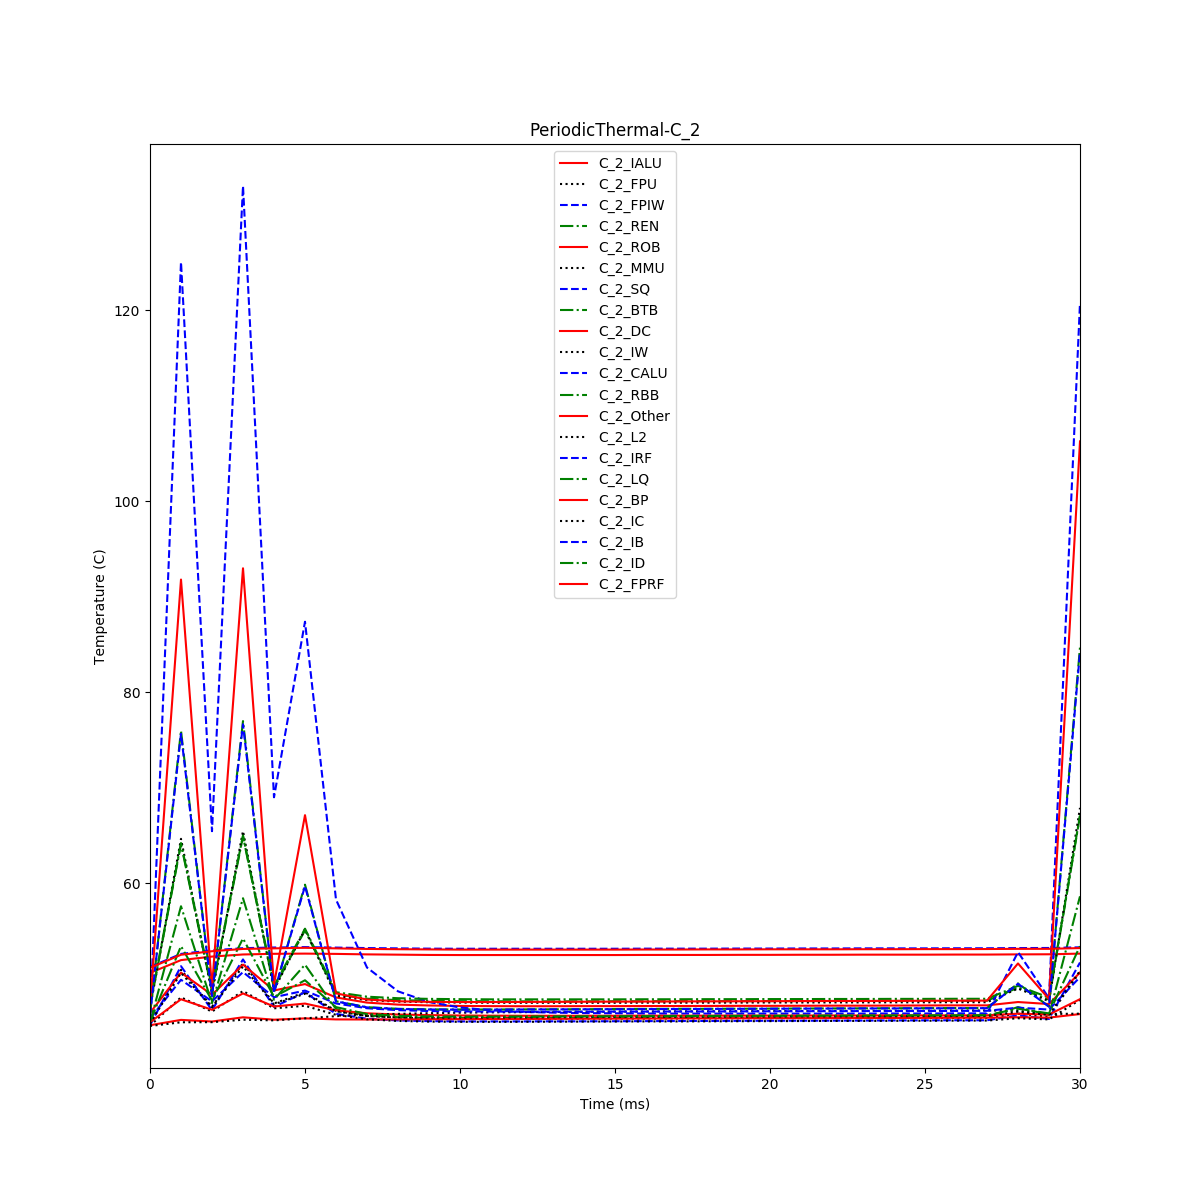 PeriodicThermal-C_2
C_2_IALU
C_2_FPU
C_2_FPIW
C_2_REN
C_2_ROB
C_2_MMU
C_2_SQ
C_2_BTB
C_2_DC
C_2_IW
C_2_CALU
C_2_RBB
C_2_Other
C_2_L2
C_2_IRF
C_2_LQ
C_2_BP
C_2_IC
C_2_IB
C_2_ID
C_2_FPRF
120
100
80
60
Temperature (C)
0 5 10 15 20 25 30
Time (ms)